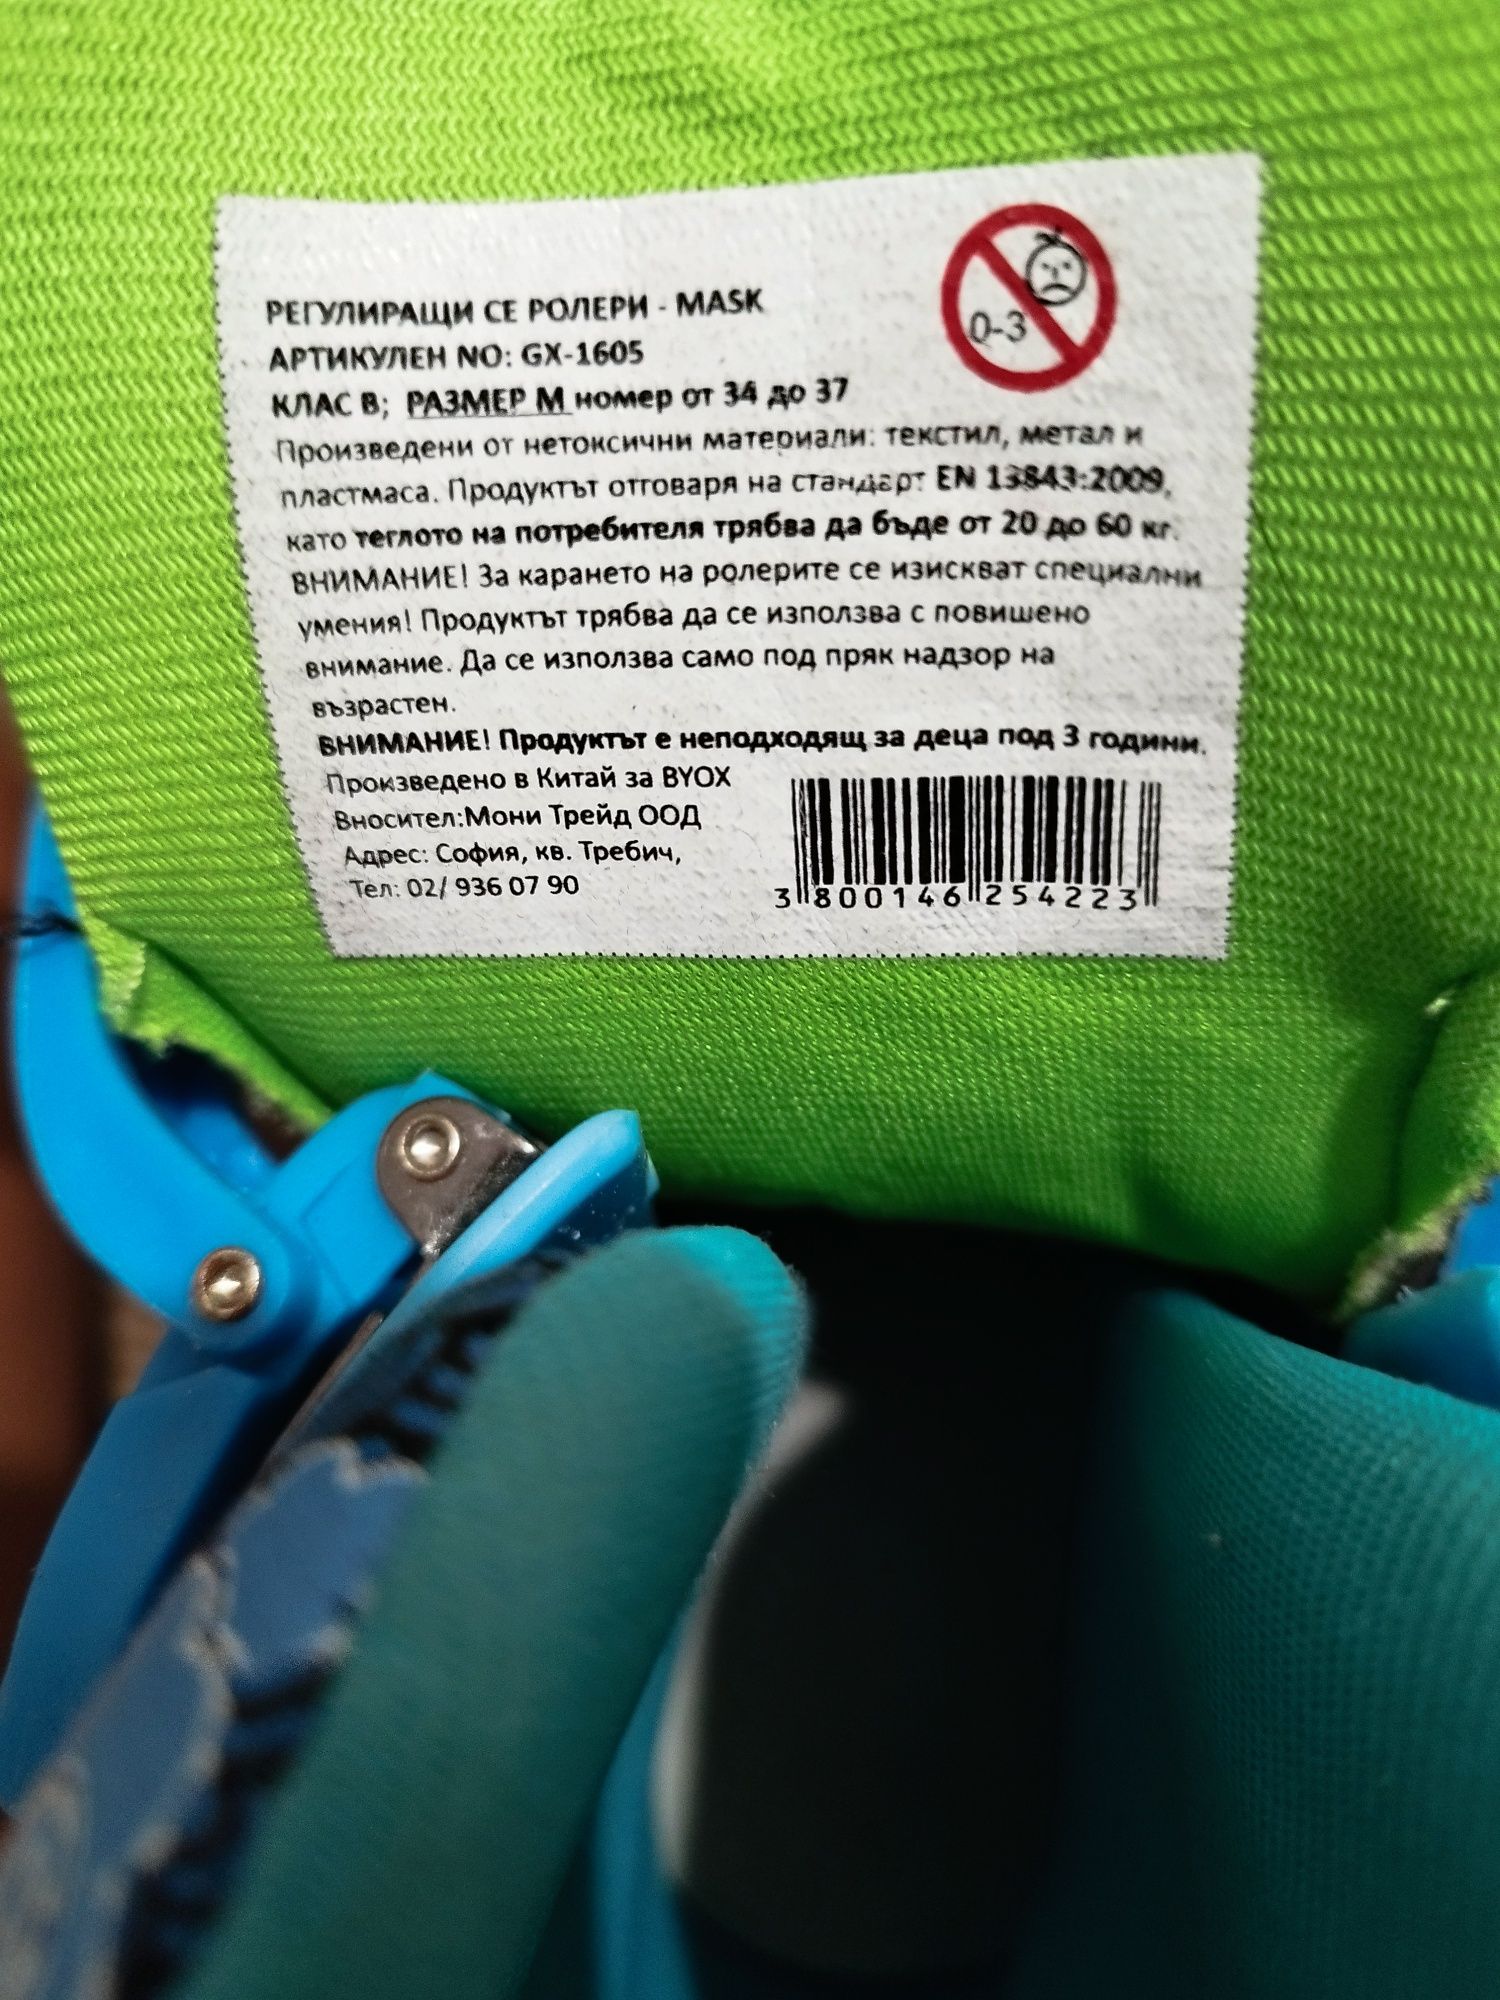 РЕГУЛИРАЩИ СЕ РОЛЕРИ - MASK
АРТИКУЛЕН NO: GX-1605
КЛАС B; РАЗМЕР M номер от 34 до 37
0-3
Произведени от нетоксични материали: текстил, метал и
пластмаса. Продуктът отговаря на стандарт EN 13843:2009,
като теглото на потребителя трябва да бъде от 20 до 60 кг.
ВНИМАНИЕ! За карането на ролерите се изискват специални
умения! Продуктът трябва да се използва с повишено
внимание. Да се използва само под пряк надзор на
възрастен.
ВНИМАНИЕ! Продуктът е неподходящ за деца под 3 години.
Произведено в Китай за BYOX
Вносител:Мони Трейд ООД
Адрес: София, кв. Требич,
Тел: 02/ 936 07 90
3 800146 254223